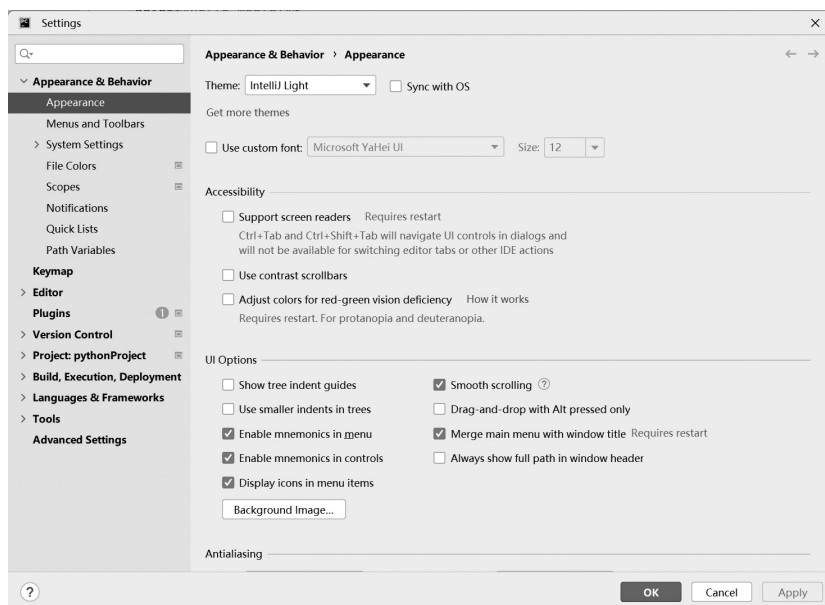 Settings
Appearance & Behavior
Appearance
Menus and Toolbars
System Settings
File Colors
Scopes
Notifications
Quick Lists
Path Variables
Keymap
Editor
Plugins 1
Version Control
Project: pythonProject
Build, Execution, Deployment
Languages & Frameworks
Tools
Advanced Settings
?
Appearance & Behavior › Appearance
Theme: IntelliJ Light Sync with OS
Get more themes
Use custom font: Microsoft YaHei UI Size: 12
Accessibility
Support screen readers Requires restart
Ctrl+Tab and Ctrl+Shift+Tab will navigate UI controls in dialogs and
will not be available for switching editor tabs or other IDE actions
Use contrast scrollbars
Adjust colors for red-green vision deficiency How it works
Requires restart. For protanopia and deuteranopia.
UI Options
Show tree indent guides Smooth scrolling ?
Use smaller indents in trees Drag-and-drop with Alt pressed only
Enable mnemonics in menu Merge main menu with window title Requires restart
Enable mnemonics in controls Always show full path in window header
Display icons in menu items
Background Image...
Antialiasing
OK Cancel Apply